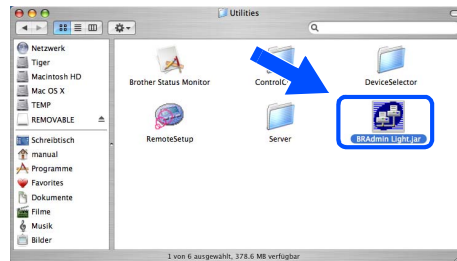 Utilities
Netzwerk
Tiger
Macintosh HD
Mac OS X
TEMP
REMOVABLE
Schreibtisch
manual
Programme
Favorites
Dokumente
Filme
Musik
Bilder
Brother Status Monitor
DeviceSelector
RemoteSetup
Server
BRAdmin Light.jar
1 von 6 ausgewählt, 378.6 MB verfügbar